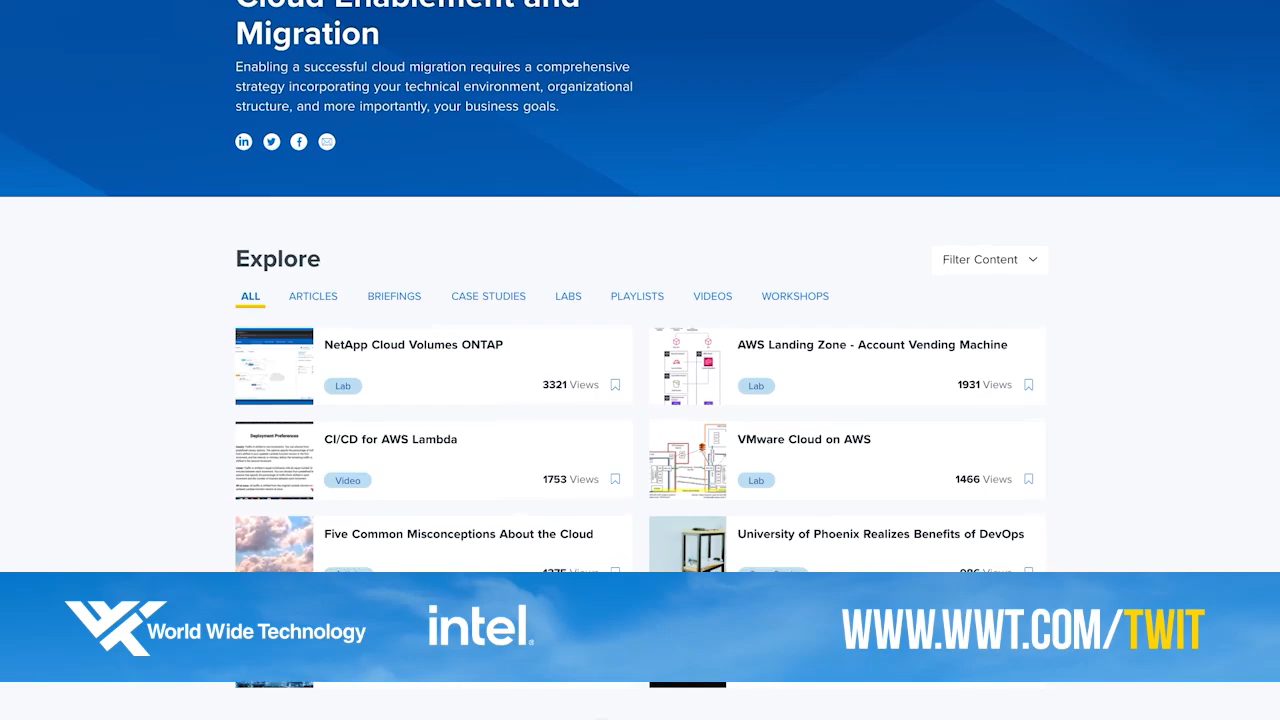 Cloud Enablement and
Migration
Enabling a successful cloud migration requires a comprehensive
strategy incorporating your technical environment, organizational
structure, and more importantly, your business goals.
Explore
Filter Content
ALL ARTICLES BRIEFINGS CASE STUDIES LABS PLAYLISTS VIDEOS WORKSHOPS
NetApp Cloud Volumes ONTAP
Lab 3321 Views
AWS Landing Zone - Account Vending Machine
Lab 1931 Views
CI/CD for AWS Lambda
Deployment Preferences
Video 1753 Views
VMware Cloud on AWS
Lab 1466 Views
Five Common Misconceptions About the Cloud
University of Phoenix Realizes Benefits of DevOps
World Wide Technology
intel.
WWW.WWT.COM/TWIT